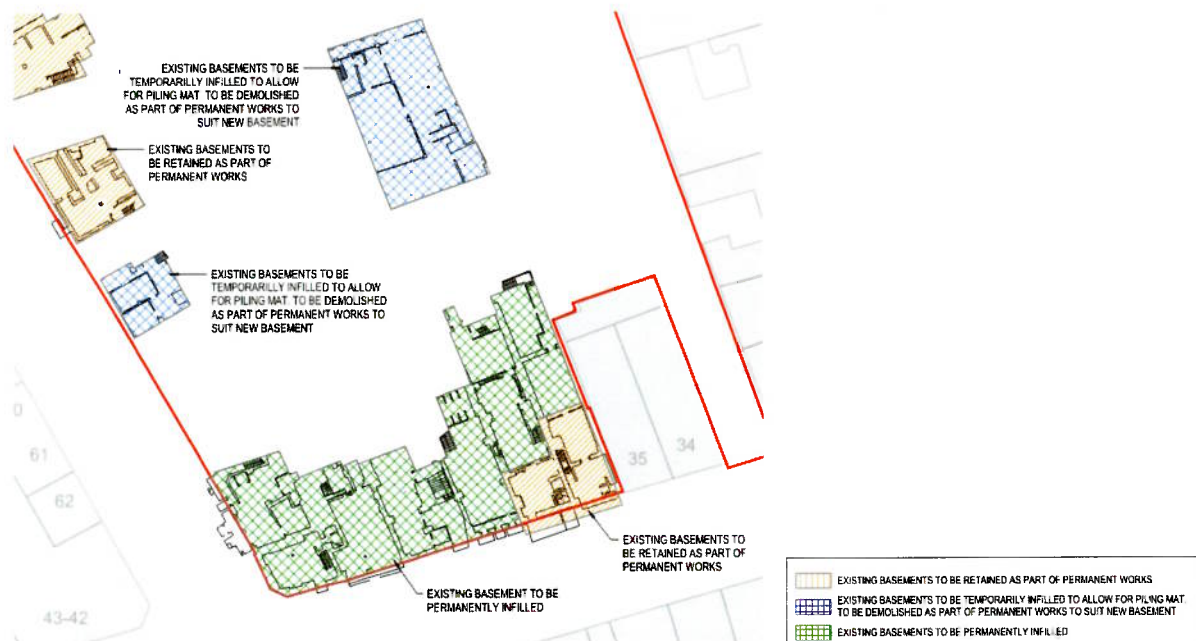 EXISTING BASEMENTS TO BE
TEMPORARILLY INFILLED TO ALLOW
FOR PILING MAT. TO BE DEMOLISHED
AS PART OF PERMANENT WORKS TO
SUIT NEW BASEMENT
EXISTING BASEMENTS TO
BE RETAINED AS PART OF
PERMANENT WORKS
EXISTING BASEMENTS TO BE
TEMPORARILLY INFILLED TO ALLOW
FOR PILING MAT. TO BE DEMOLISHED
AS PART OF PERMANENT WORKS TO
SUIT NEW BASEMENT
61
62
35
34
EXISTING BASEMENTS TO
BE RETAINED AS PART OF
PERMANENT WORKS
EXISTING BASEMENT TO BE
PERMANENTLY INFILLED
43-42
EXISTING BASEMENTS TO BE RETAINED AS PART OF PERMANENT WORKS
EXISTING BASEMENTS TO BE TEMPORARILY INFILLED TO ALLOW FOR PILING MAT.
TO BE DEMOLISHED AS PART OF PERMANENT WORKS TO SUIT NEW BASEMENT
EXISTING BASEMENTS TO BE PERMANENTLY INFILLED